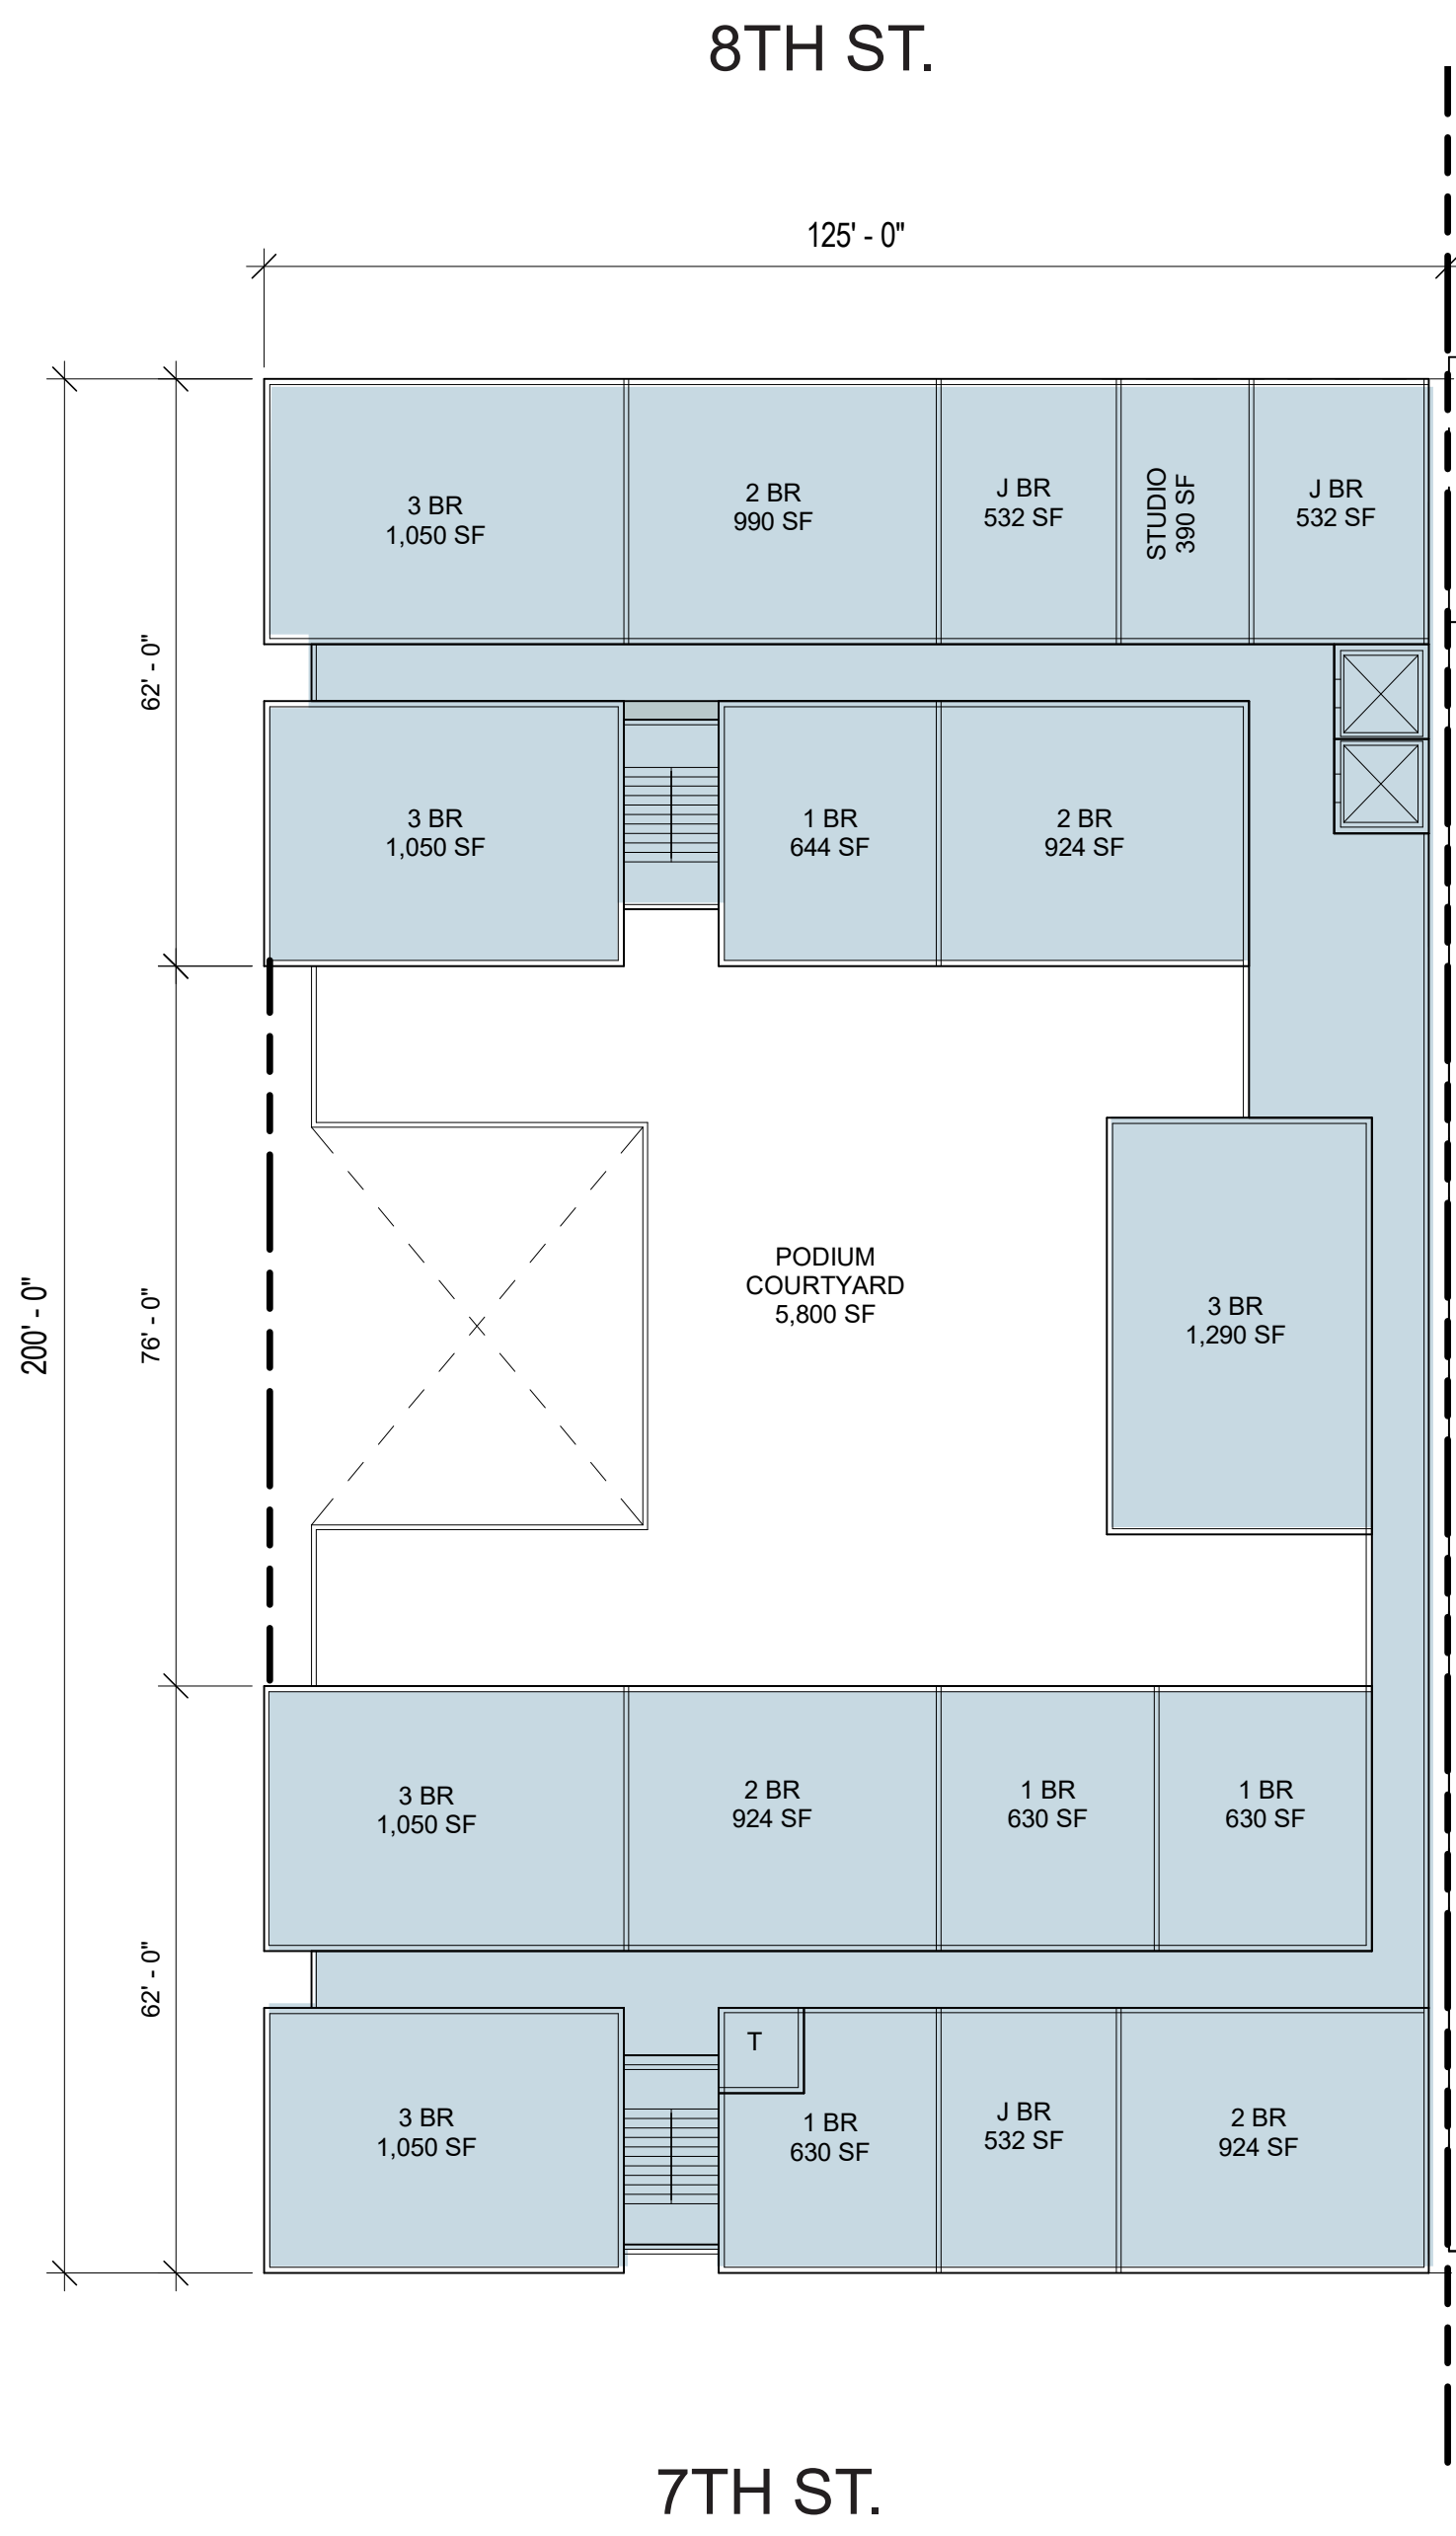 8TH ST.
125' - 0"
3 BR
1,050 SF
2 BR
990 SF
J BR
532 SF
STUDIO
390 SF
J BR
532 SF
62' - 0"
3 BR
1,050 SF
1 BR
644 SF
2 BR
924 SF
200' - 0"
76' - 0"
PODIUM
COURTYARD
5,800 SF
3 BR
1,290 SF
3 BR
1,050 SF
2 BR
924 SF
1 BR
630 SF
1 BR
630 SF
62' - 0"
T
3 BR
1,050 SF
1 BR
630 SF
J BR
532 SF
2 BR
924 SF
7TH ST.